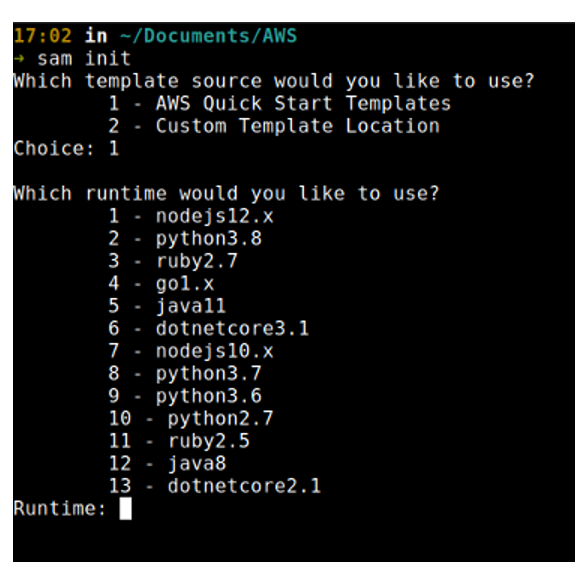 17:02 in ~/Documents/AWS
→ sam init
Which template source would you like to use?
1 - AWS Quick Start Templates
2 - Custom Template Location
Choice: 1
Which runtime would you like to use?
1 - nodejs12.x
2 - python3.8
3 - ruby2.7
4 - go1.x
5 - java11
6 - dotnetcore3.1
7 - nodejs10.x
8 - python3.7
9 - python3.6
10 - python2.7
11 - ruby2.5
12 - java8
13 - dotnetcore2.1
Runtime: